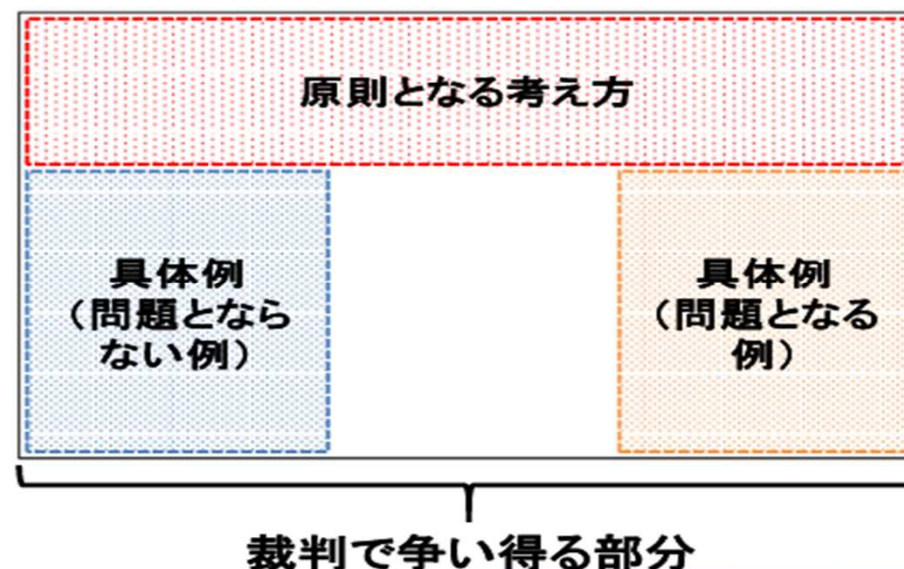 原則となる考え方
具体例
（問題となら
ない例）
具体例
（問題となる
例）
裁判で争い得る部分